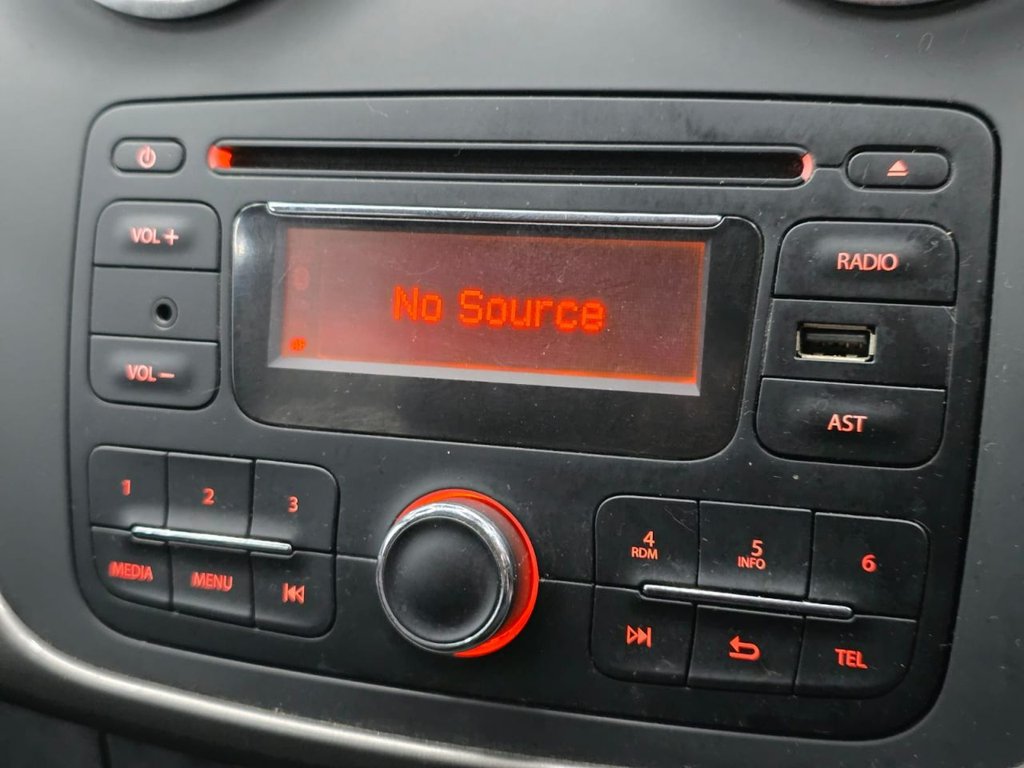 VOL +
No Source
RADIO
VOL −
AST
1
2
3
MEDIA
MENU
4
RDM
5
INFO
6
TEL